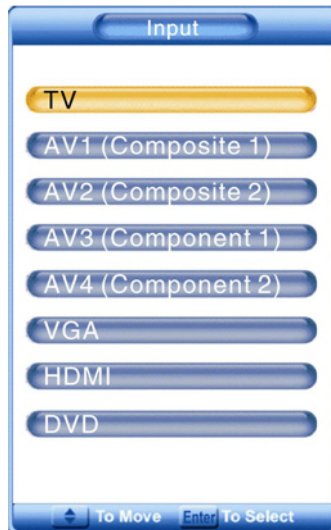 Input
TV
AV1 (Composite 1)
AV2 (Composite 2)
AV3 (Component 1)
AV4 (Component 2)
VGA
HDMI
DVD
To Move Enter To Select